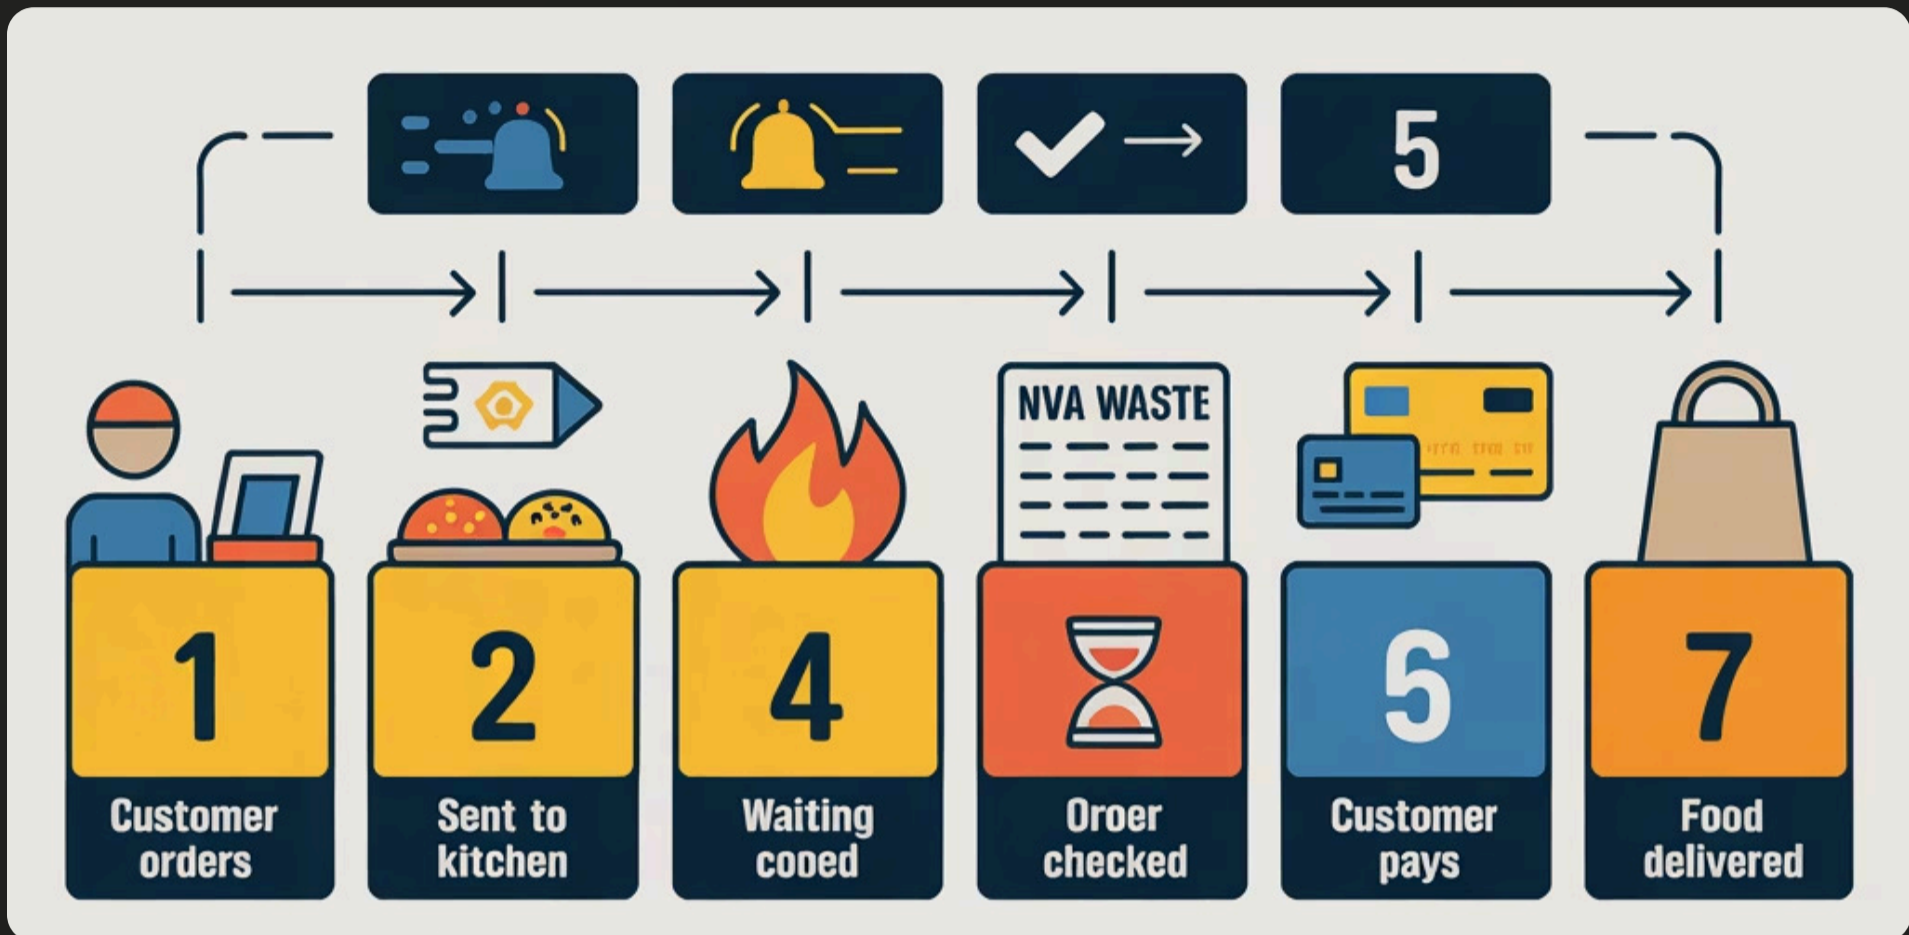 5
NVA WASTE
1
2
4
6
7
Customer
orders
Sent to
kitchen
Waiting
cooed
Oroer
checked
Customer
pays
Food
delivered